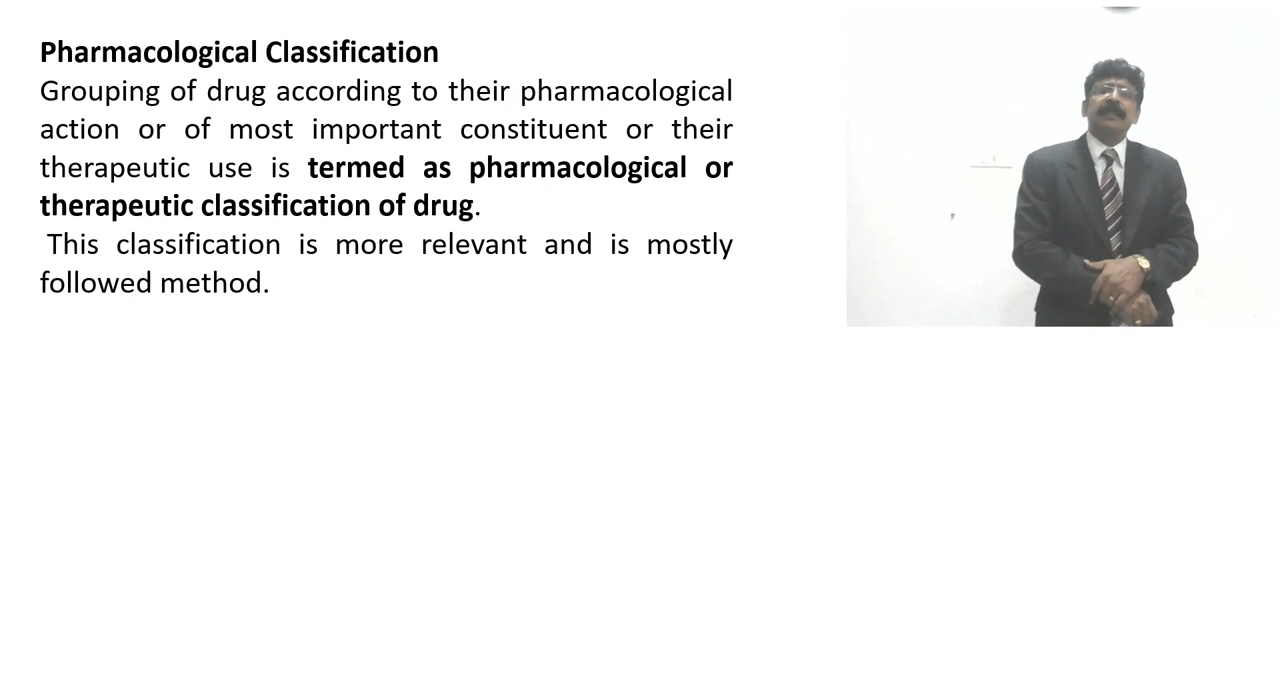 Pharmacological Classification
Grouping of drug according to their pharmacological
action or of most important constituent or their
therapeutic use is termed as pharmacological or
therapeutic classification of drug.
This classification is more relevant and is mostly
followed method.